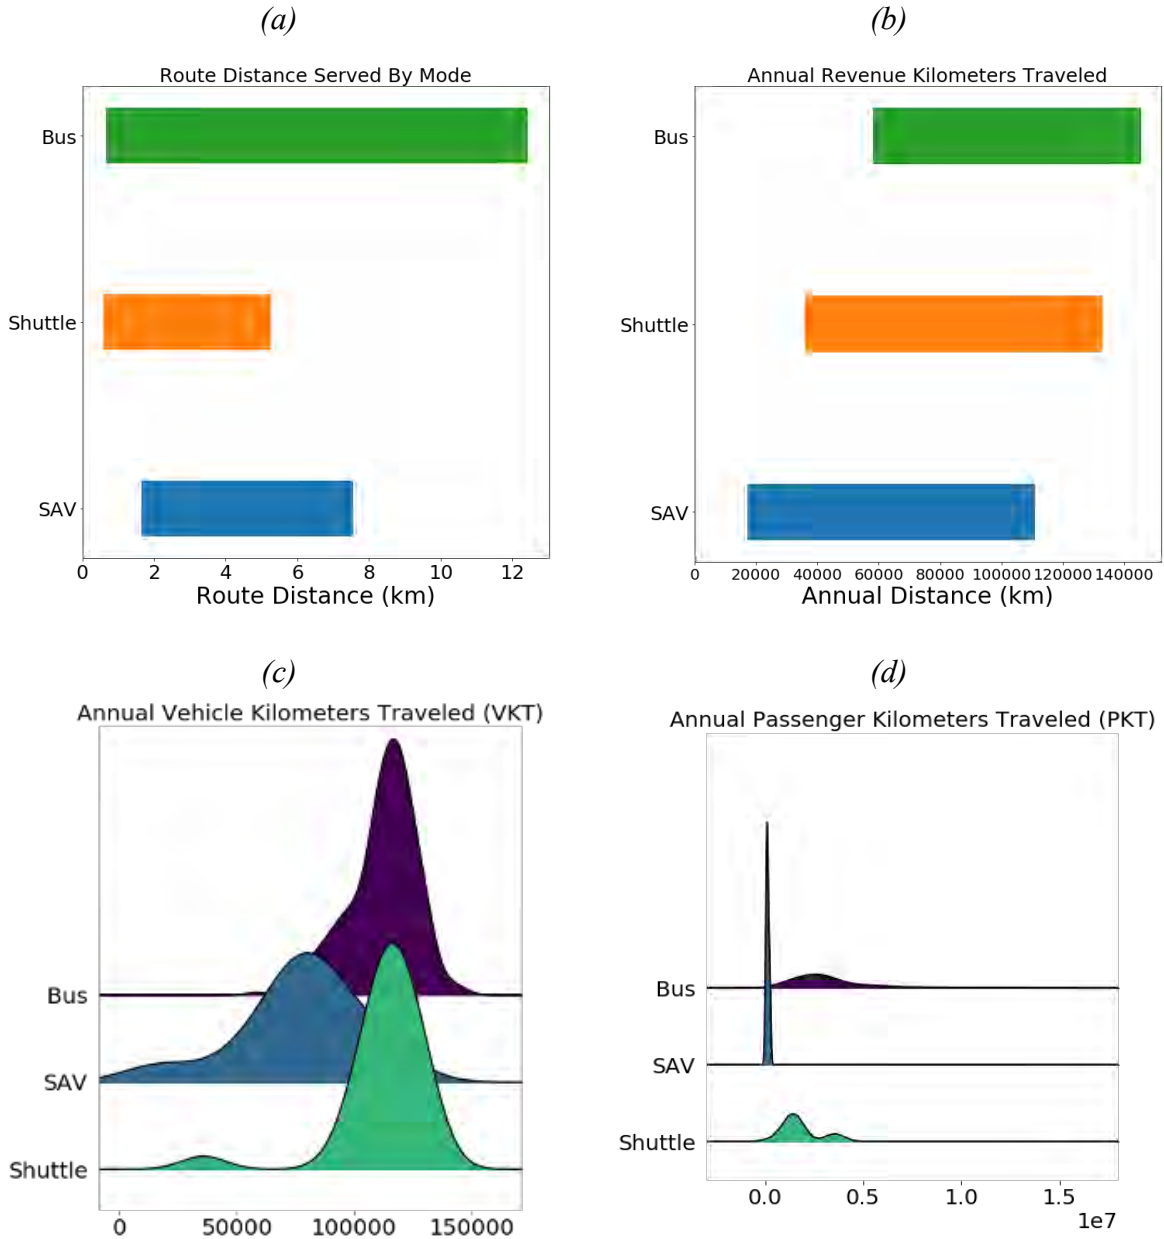 (a)
Route Distance Served By Mode
Bus
Shuttle
SAV
0 2 4 6 8 10 12
Route Distance (km)
(b)
Annual Revenue Kilometers Traveled
Bus
Shuttle
SAV
0 20000 40000 60000 80000 100000 120000 140000
Annual Distance (km)
(c)
Annual Vehicle Kilometers Traveled (VKT)
Bus
SAV
Shuttle
0 50000 100000 150000
(d)
Annual Passenger Kilometers Traveled (PKT)
Bus
SAV
Shuttle
0.0 0.5 1.0 1.5
1e7